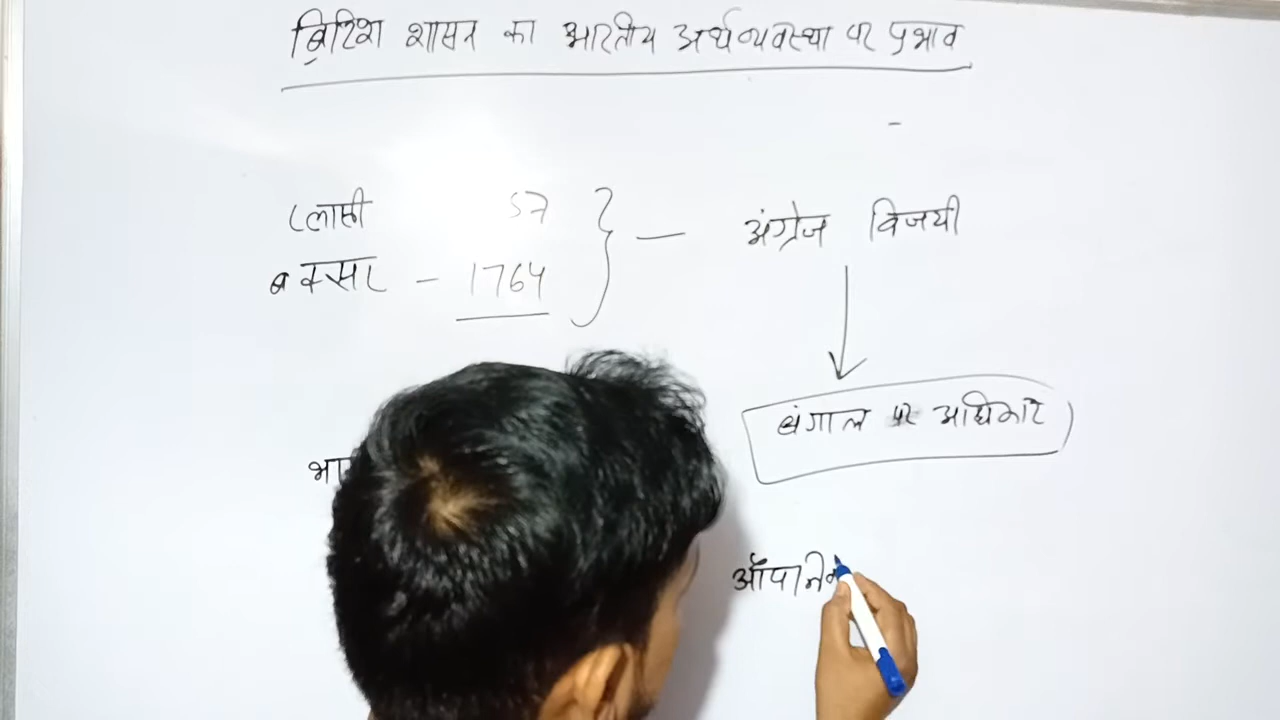 ब्रिटिश शासन का भारतीय अर्थव्यवस्था पर प्रभाव
प्लासी 57 } — अंग्रेज विजयी
बक्सर - 1764
बंगाल पर अधिकार
भा
औपनि